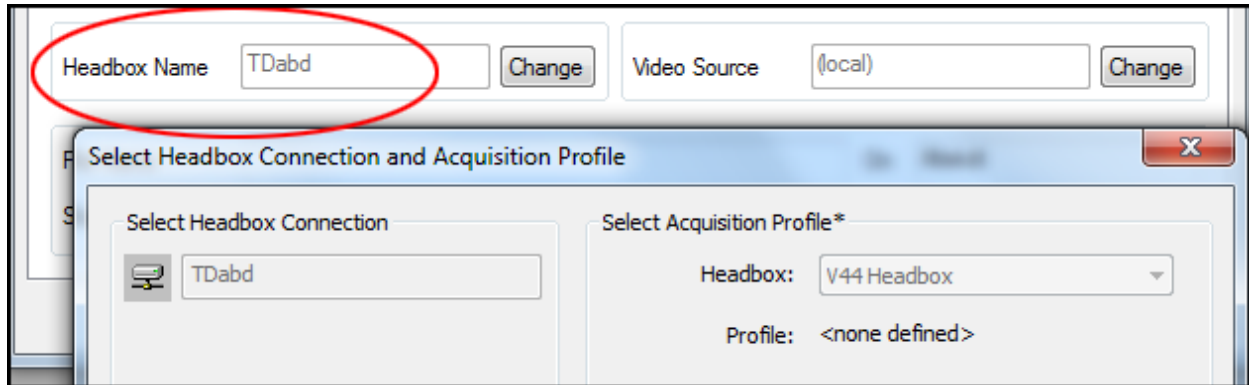 Headbox Name TDabd Change Video Source (local) Change
Select Headbox Connection and Acquisition Profile
Select Headbox Connection Select Acquisition Profile*
TDabd Headbox: V44 Headbox
Profile: <none defined>